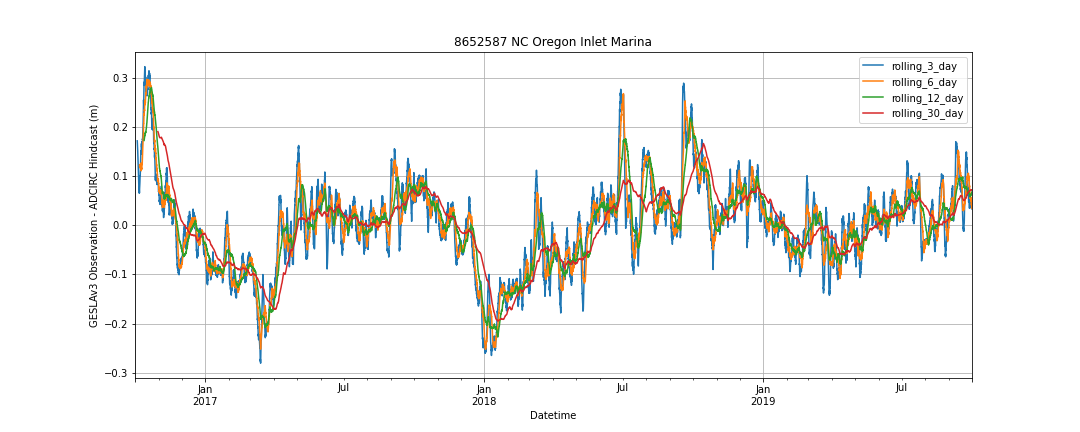 8652587 NC Oregon Inlet Marina
GESLAv3 Observation - ADCIRC Hindcast (m)
0.3
0.2
0.1
0.0
−0.1
−0.2
−0.3
rolling_3_day
rolling_6_day
rolling_12_day
rolling_30_day
Jan
2017
Jul
Jan
2018
Jul
Jan
2019
Jul
Datetime